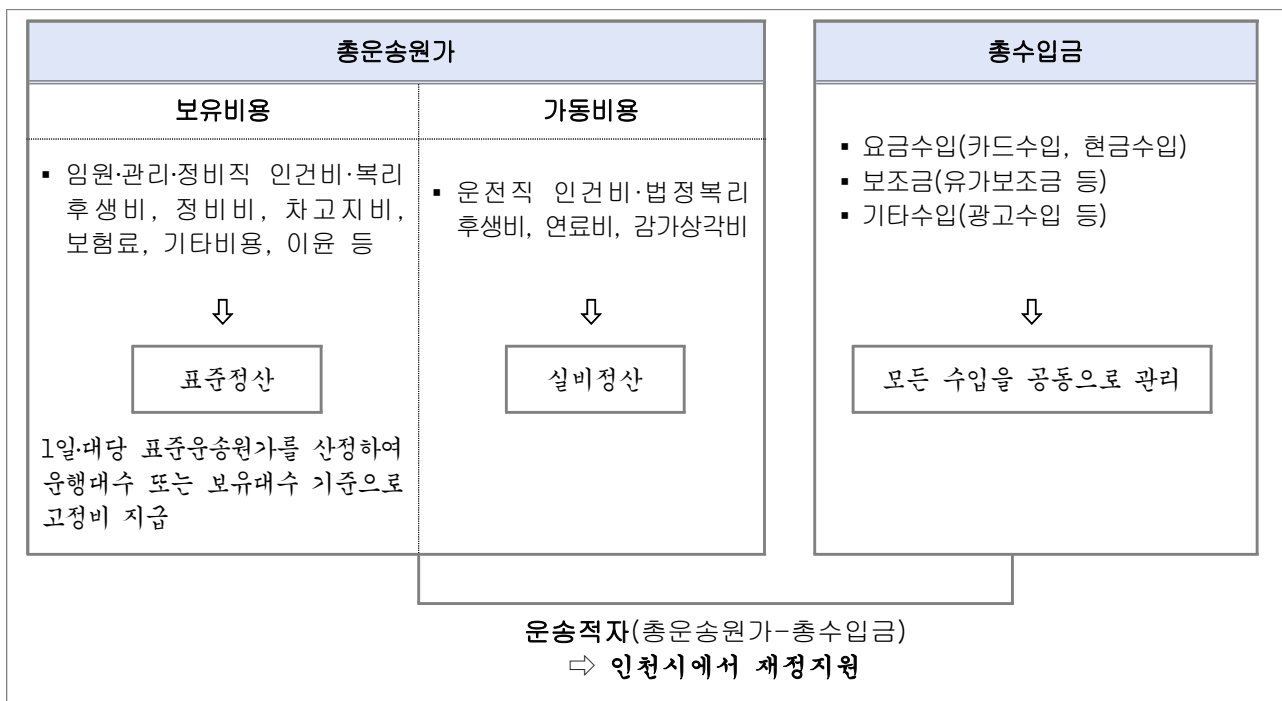 총운송원가
보유비용
▪ 임원·관리·정비직 인건비·복리
후생비, 정비비, 차고지비,
보험료, 기타비용, 이윤 등
⇩
표준정산
1일·대당 표준운송원가를 산정하여
운행대수 또는 보유대수 기준으로
고정비 지급
가동비용
▪ 운전직 인건비·법정복리
후생비, 연료비, 감가상각비
⇩
실비정산
총수입금
▪ 요금수입(카드수입, 현금수입)
▪ 보조금(유가보조금 등)
▪ 기타수입(광고수입 등)
⇩
모든 수입을 공동으로 관리
운송적자(총운송원가-총수입금)
⇨ 인천시에서 재정지원